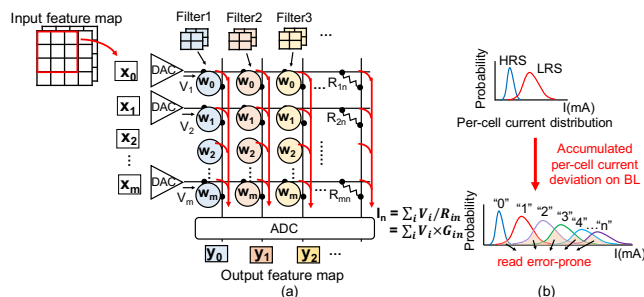 Input feature map
Filter1 Filter2 Filter3 ...
x0 DAC V1 w0 w0 w0 ... R1n
x1 DAC V2 w1 w1 w1 R2n
x2 w2 w2 w2
xm DAC Vm wm wm wm ... Rmn
ADC
In = ∑i Vi/Rin
= ∑i Vi×Gin
y0 y1 y2 ...
Output feature map
(a)
Probability
HRS LRS
I(mA)
Per-cell current distribution
Accumulated
per-cell current
deviation on BL
Probability
"0" "1" "2" "3" "4"... "n"
I(mA)
read error-prone
(b)